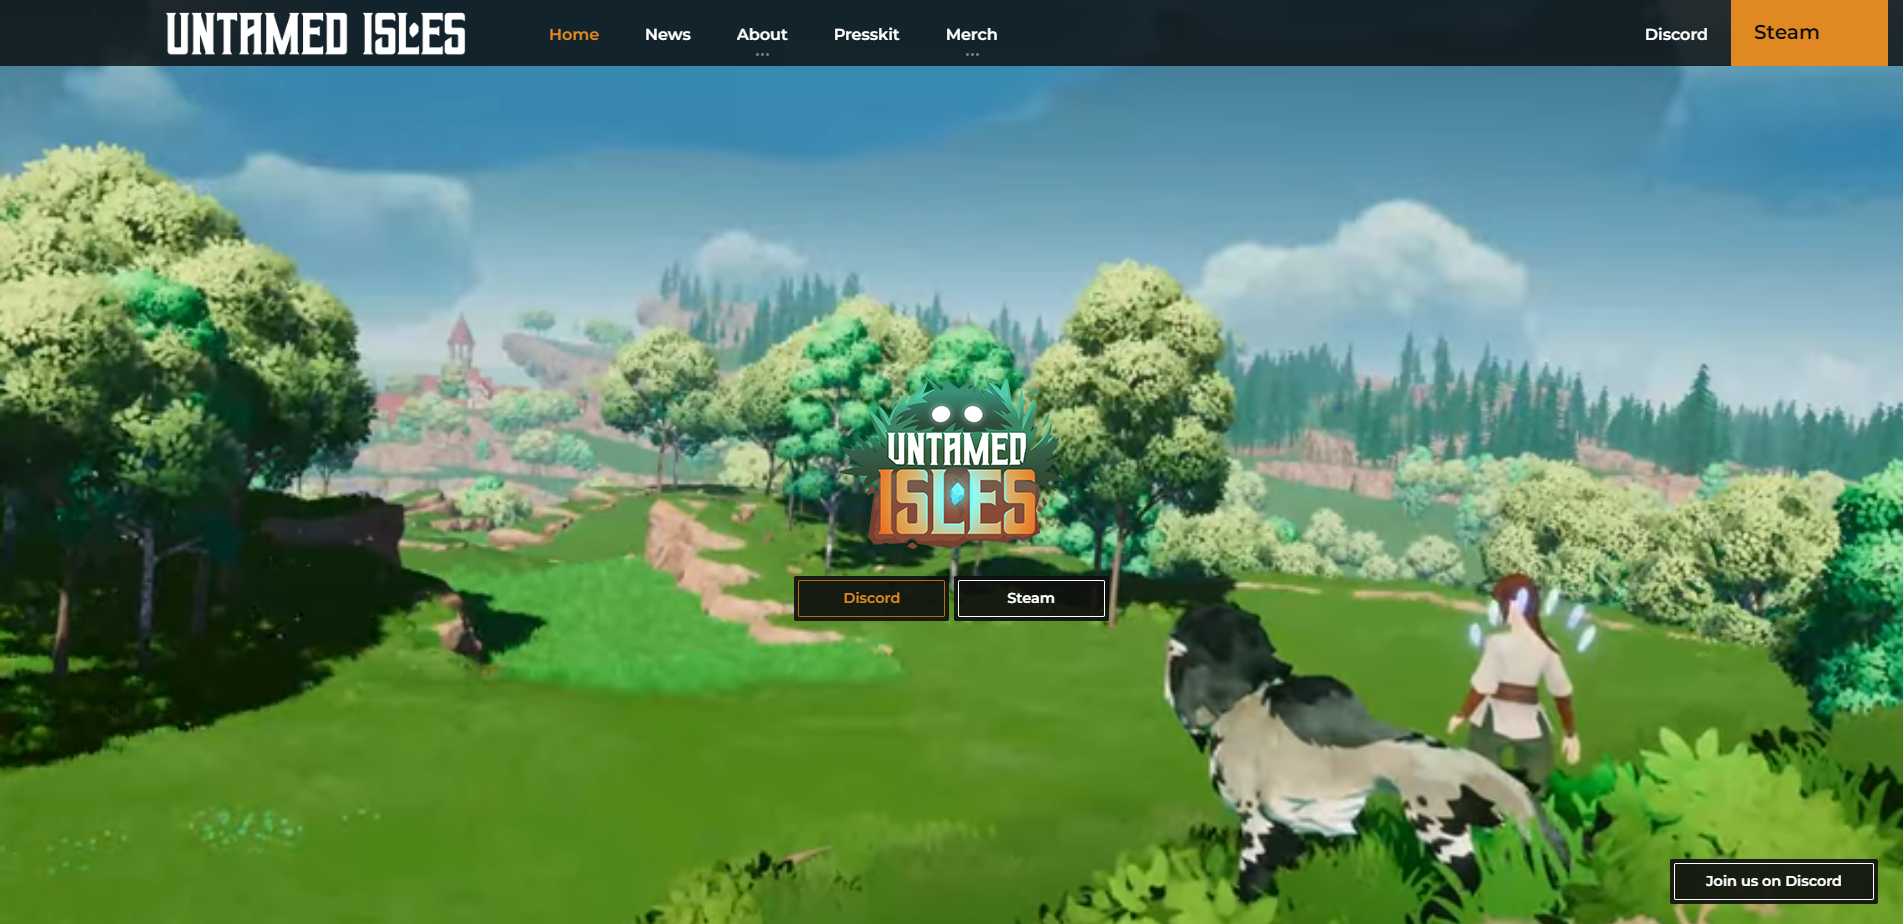 UNTAMED ISLES
Home
News
About
Presskit
Merch
Discord
Steam
UNTAMED
ISLES
Discord
Steam
Join us on Discord